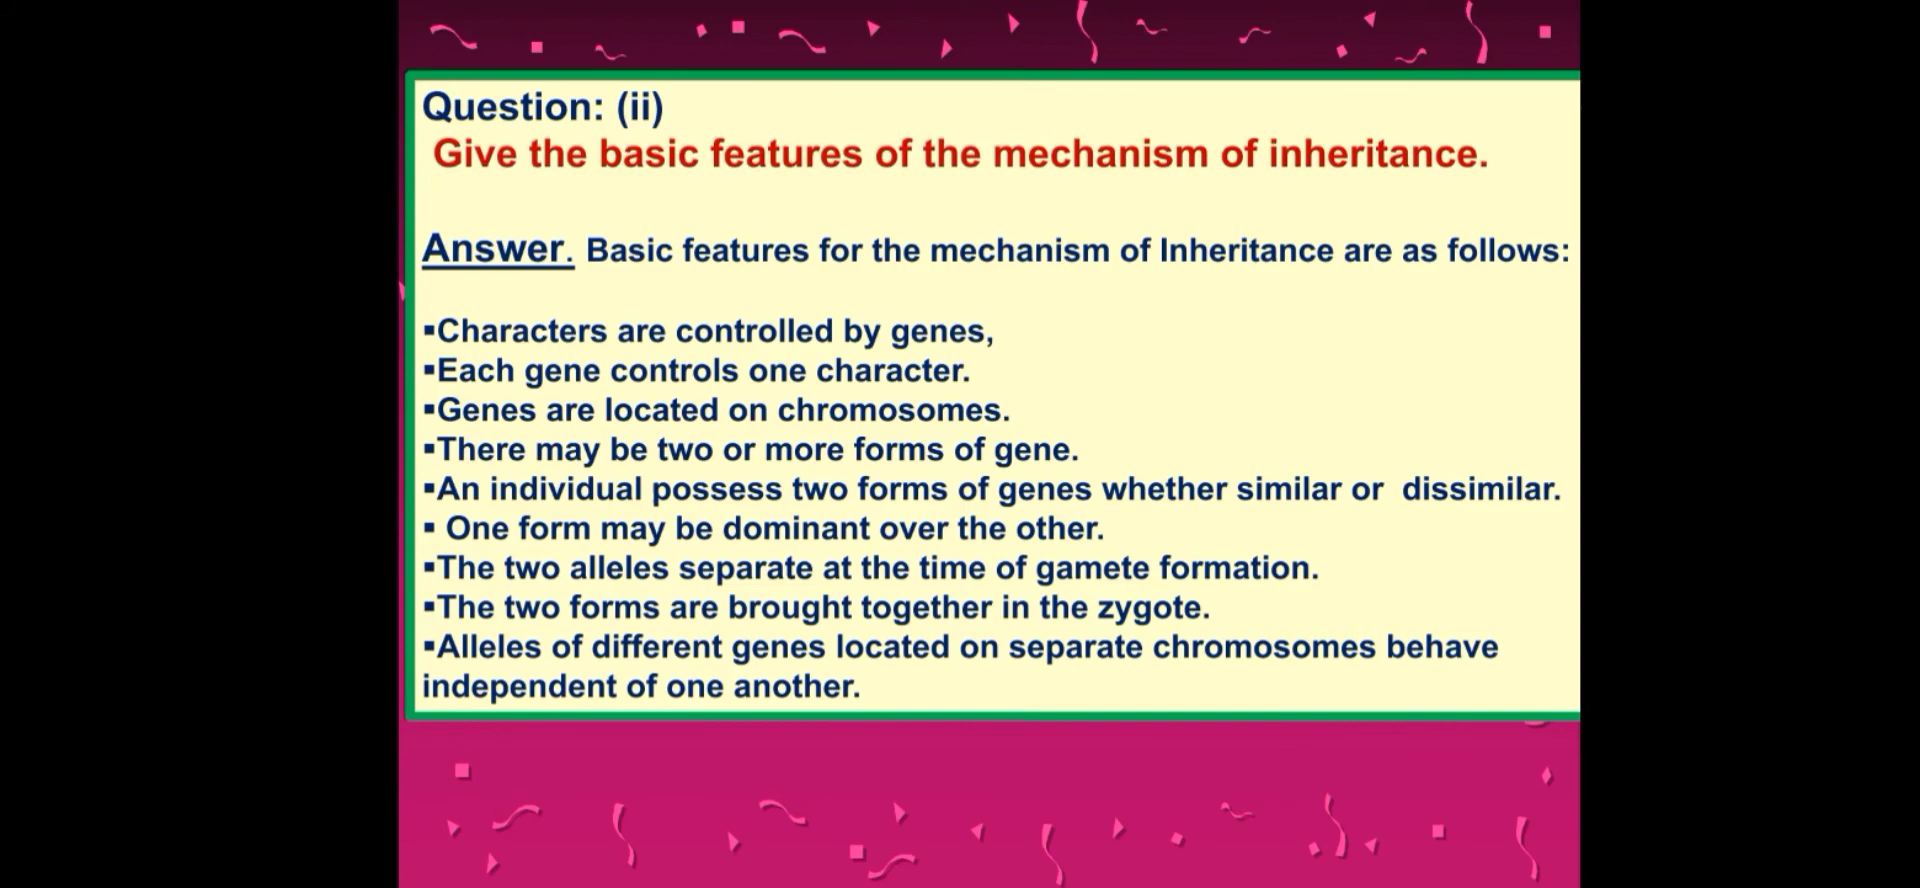 Question: (ii)
Give the basic features of the mechanism of inheritance.
Answer. Basic features for the mechanism of Inheritance are as follows:
▪Characters are controlled by genes,
▪Each gene controls one character.
▪Genes are located on chromosomes.
▪There may be two or more forms of gene.
▪An individual possess two forms of genes whether similar or dissimilar.
▪ One form may be dominant over the other.
▪The two alleles separate at the time of gamete formation.
▪The two forms are brought together in the zygote.
▪Alleles of different genes located on separate chromosomes behave
independent of one another.